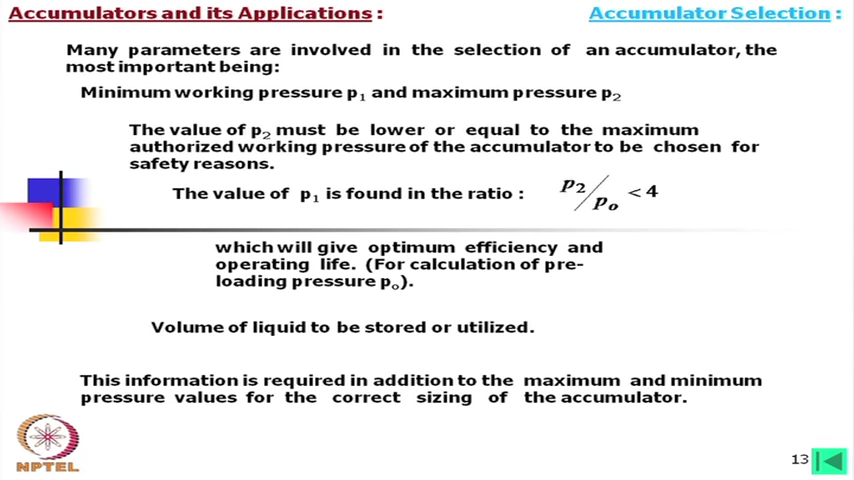 Accumulators and its Applications : Accumulator Selection :
Many parameters are involved in the selection of an accumulator, the
most important being:
Minimum working pressure p₁ and maximum pressure p₂
The value of p₂ must be lower or equal to the maximum
authorized working pressure of the accumulator to be chosen for
safety reasons.
The value of p₁ is found in the ratio : p₂/pₒ < 4
which will give optimum efficiency and
operating life. (For calculation of pre-
loading pressure pₒ).
Volume of liquid to be stored or utilized.
This information is required in addition to the maximum and minimum
pressure values for the correct sizing of the accumulator.
NPTEL
13